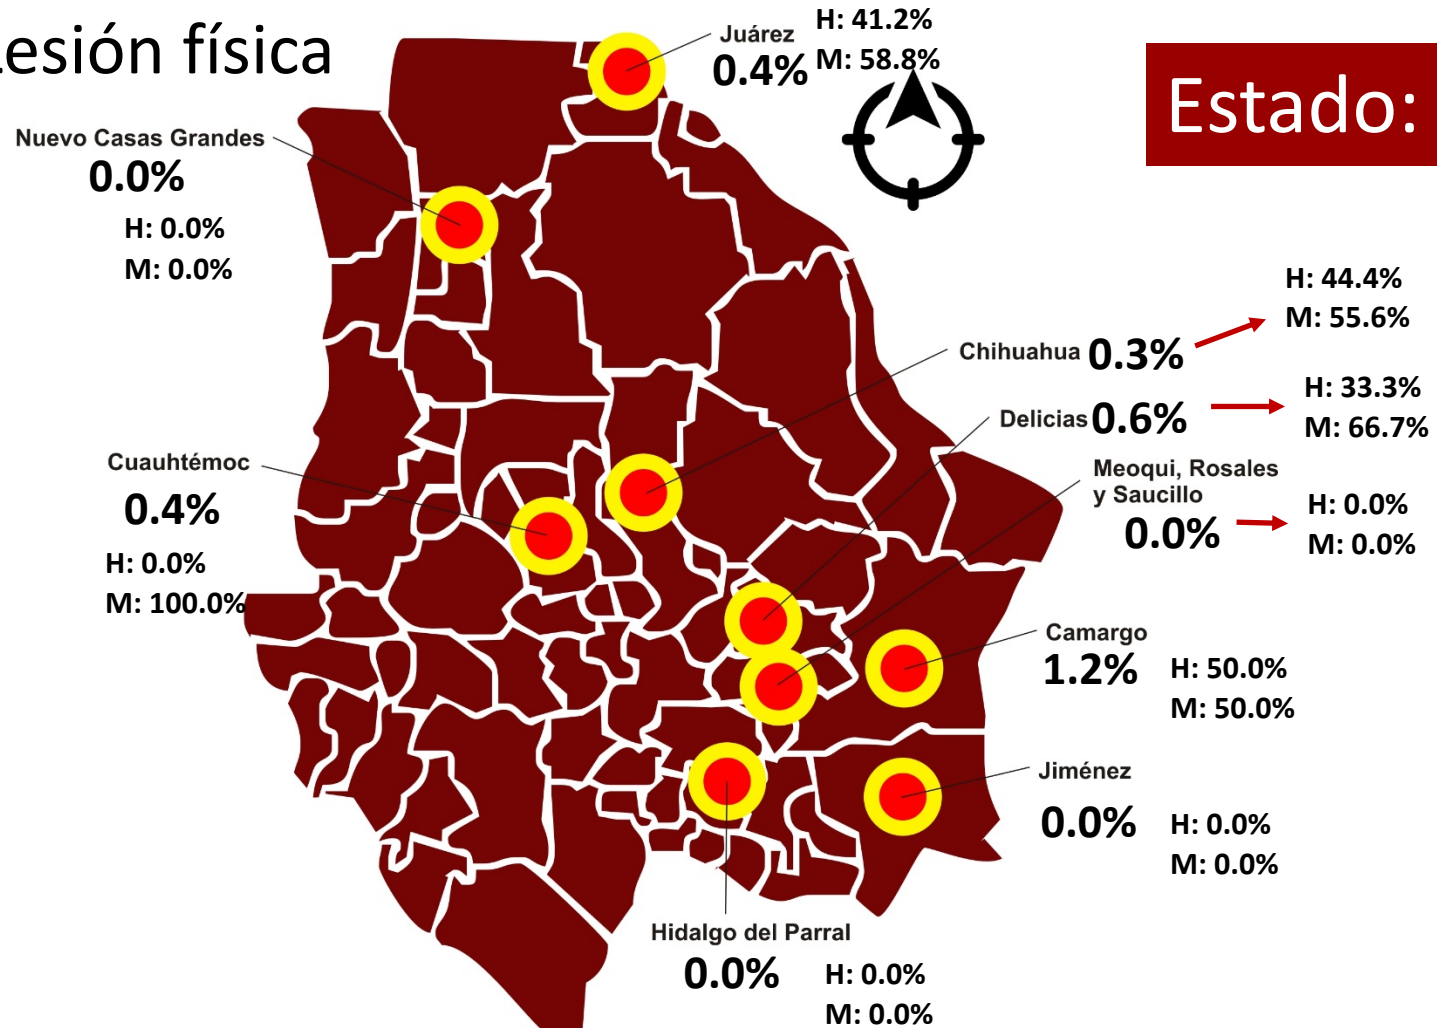 Lesión física
Juárez
0.4%
H: 41.2%
M: 58.8%
Estado:
Nuevo Casas Grandes
0.0%
H: 0.0%
M: 0.0%
H: 44.4%
M: 55.6%
Chihuahua 0.3%
H: 33.3%
M: 66.7%
Delicias 0.6%
Cuauhtémoc
0.4%
H: 0.0%
M: 100.0%
Meoqui, Rosales
y Saucillo
0.0%
H: 0.0%
M: 0.0%
Camargo
1.2%
H: 50.0%
M: 50.0%
Jiménez
0.0%
H: 0.0%
M: 0.0%
Hidalgo del Parral
0.0%
H: 0.0%
M: 0.0%